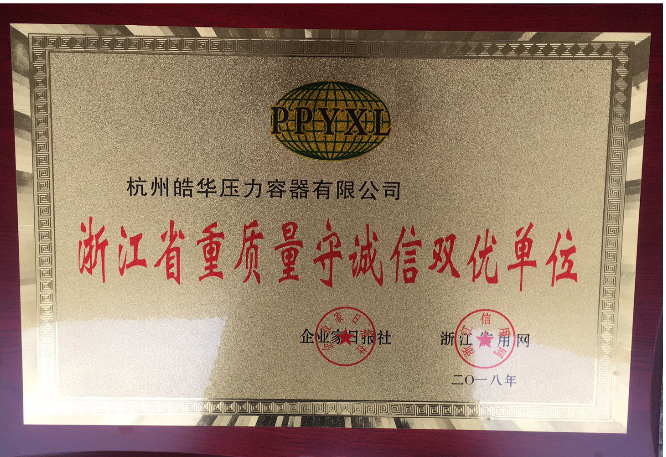 PPYXL
杭州皓华压力容器有限公司
浙江省重质量守诚信双优单位
企业家日报社 浙江信用网
二〇一八年